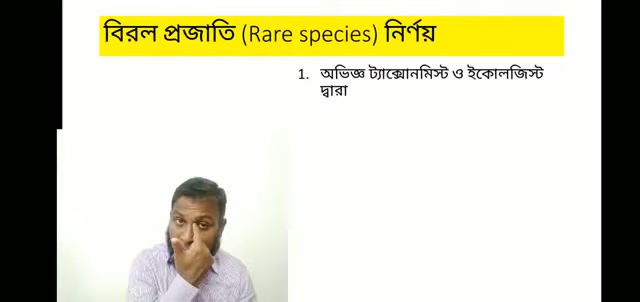 বিরল প্রজাতি (Rare species) নির্ণয়
1. অভিজ্ঞ ট্যাক্সোনমিস্ট ও ইকোলজিস্ট
দ্বারা